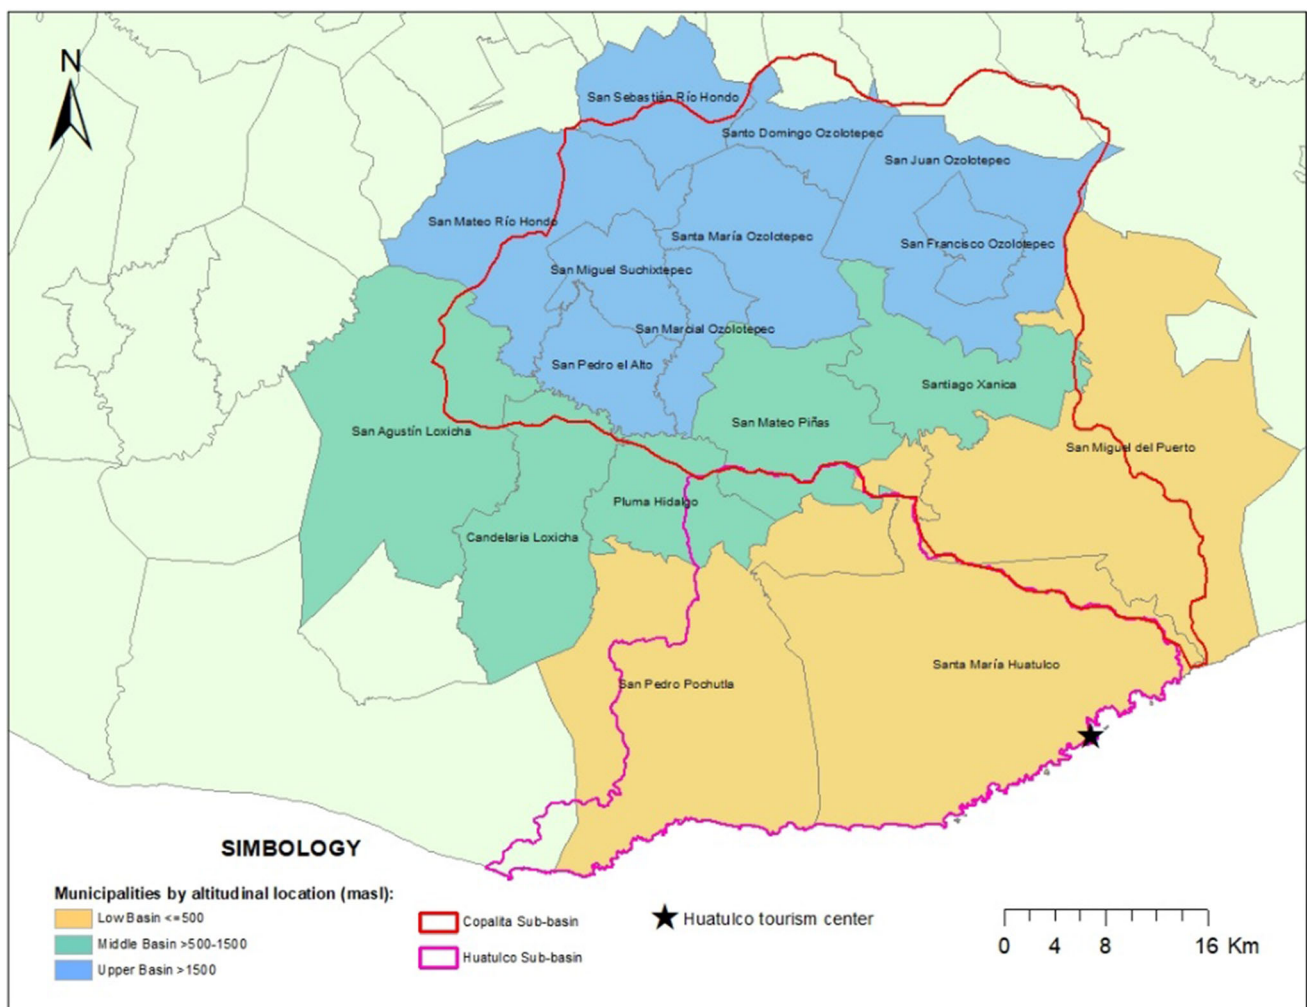 N
San Sebastián Río Hondo
Santo Domingo Ozolotepec
San Juan Ozolotepec
San Mateo Río Hondo
Santa María Ozolotepec
San Francisco Ozolotepec
San Miguel Suchixtepec
San Marcial Ozolotepec
San Pedro el Alto
Santiago Xanica
San Mateo Piñas
San Agustín Loxicha
San Miguel del Puerto
Pluma Hidalgo
Candelaria Loxicha
Santa María Huatulco
San Pedro Pochutla
SIMBOLOGY
Municipalities by altitudinal location (masl):
Low Basin <=500
Middle Basin >500-1500
Upper Basin >1500
Copalita Sub-basin
Huatulco Sub-basin
Huatulco tourism center
0 4 8 16 Km